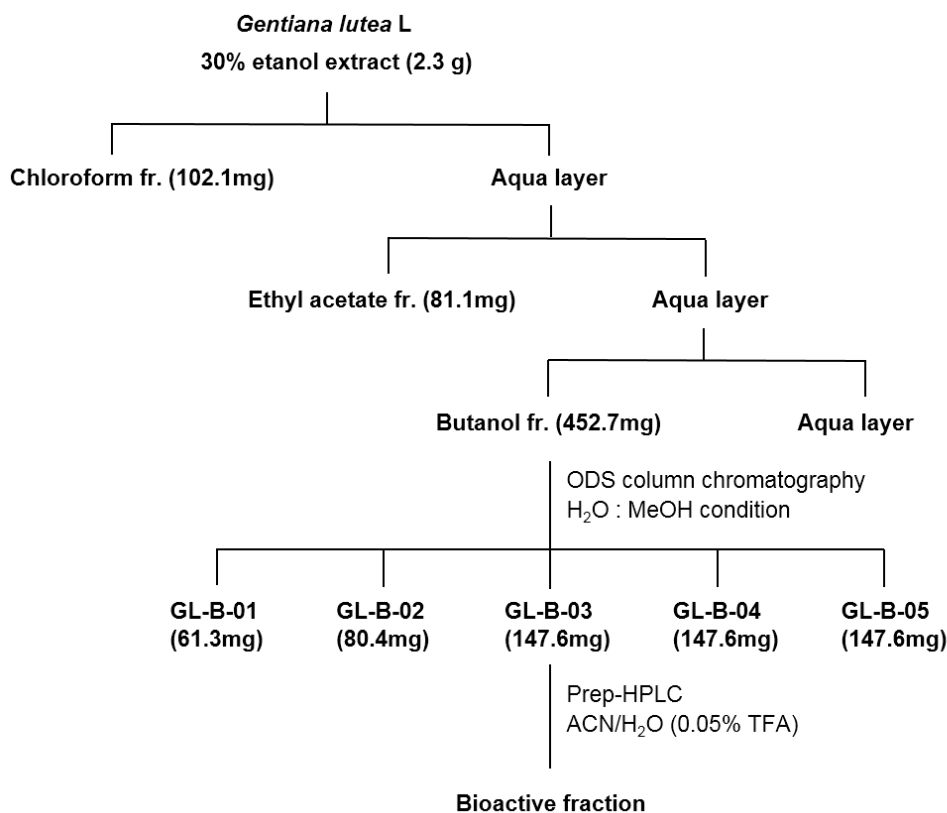 Gentiana lutea L
30% etanol extract (2.3 g)
Chloroform fr. (102.1mg)
Aqua layer
Ethyl acetate fr. (81.1mg)
Aqua layer
Butanol fr. (452.7mg)
Aqua layer
ODS column chromatography
H₂O : MeOH condition
GL-B-01
(61.3mg)
GL-B-02
(80.4mg)
GL-B-03
(147.6mg)
GL-B-04
(147.6mg)
GL-B-05
(147.6mg)
Prep-HPLC
ACN/H₂O (0.05% TFA)
Bioactive fraction